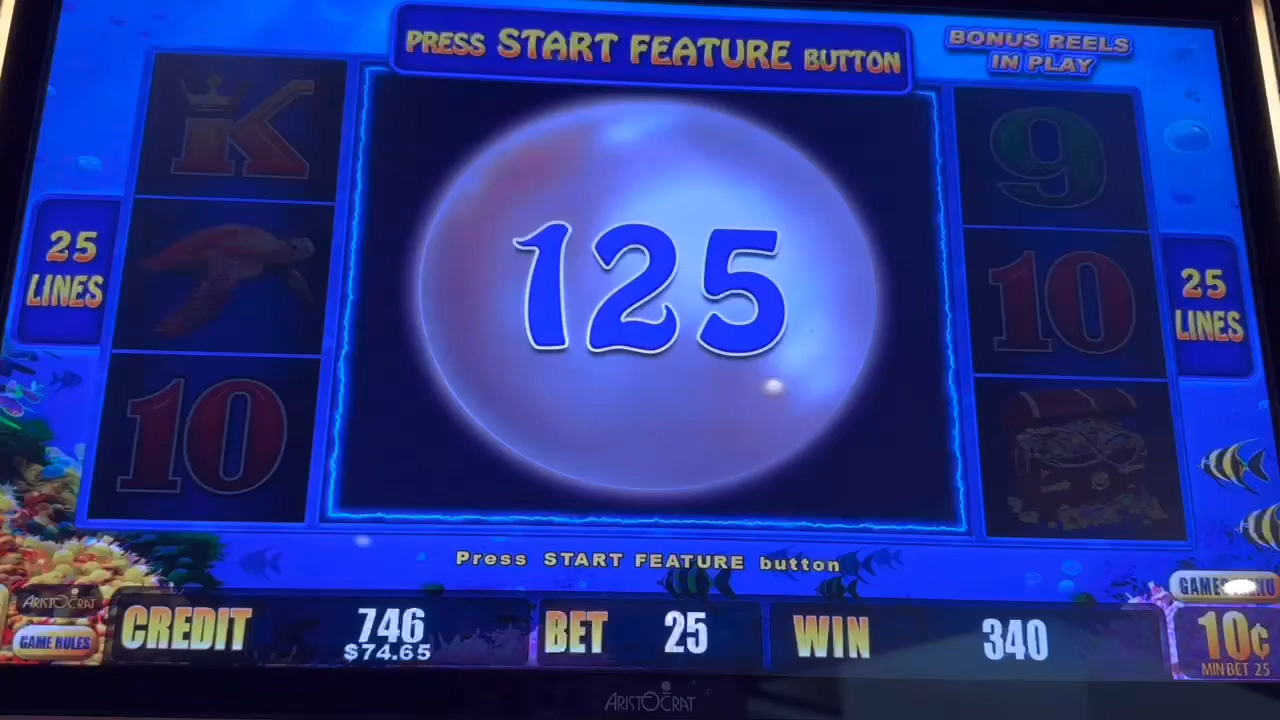 PRESS START FEATURE BUTTON
BONUS REELS
IN PLAY
K
9
25
LINES
125
10
25
LINES
10
Press START FEATURE button
ARISTOCRAT
GAME RULES
CREDIT
746
$74.65
BET
25
WIN
340
10¢
MIN BET 25
ARISTOCRAT